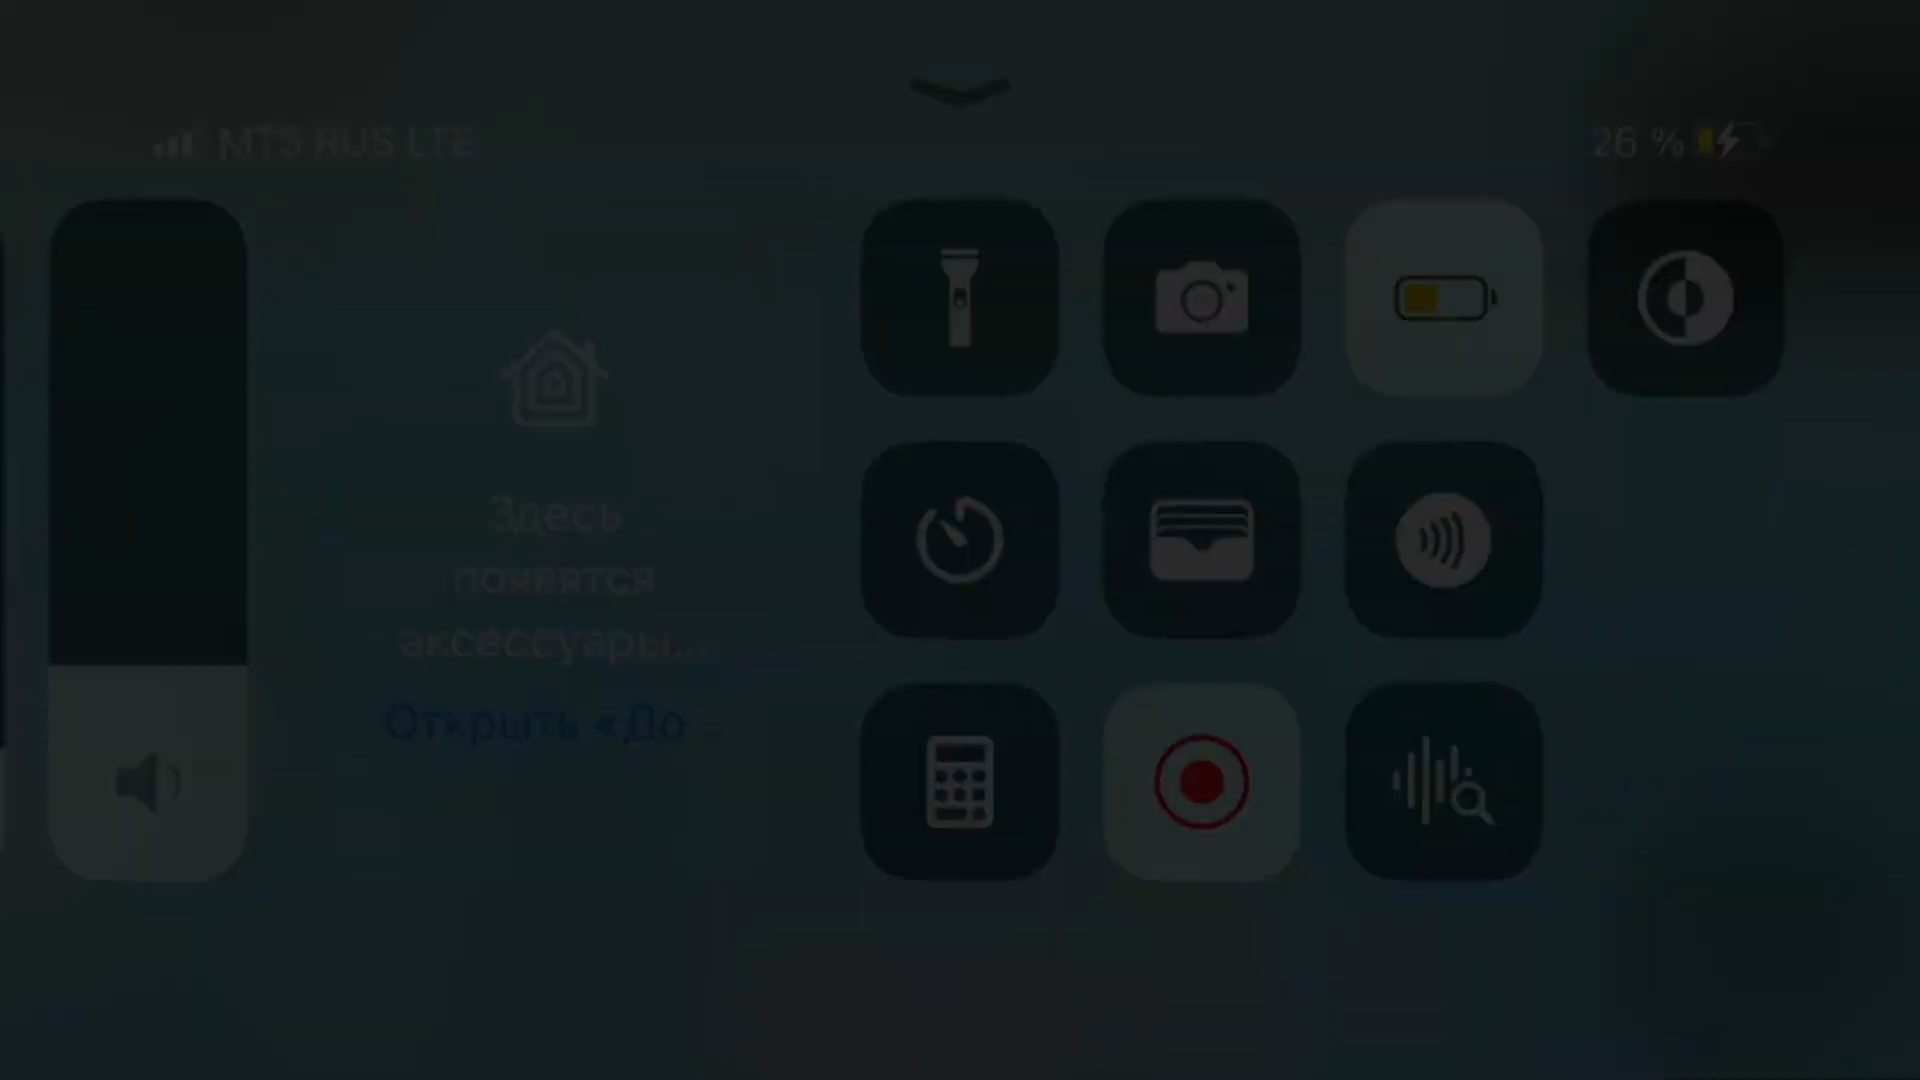 MTS RUS LTE
26 %
Здесь
появятся
аксессуары...
Открыть «До...